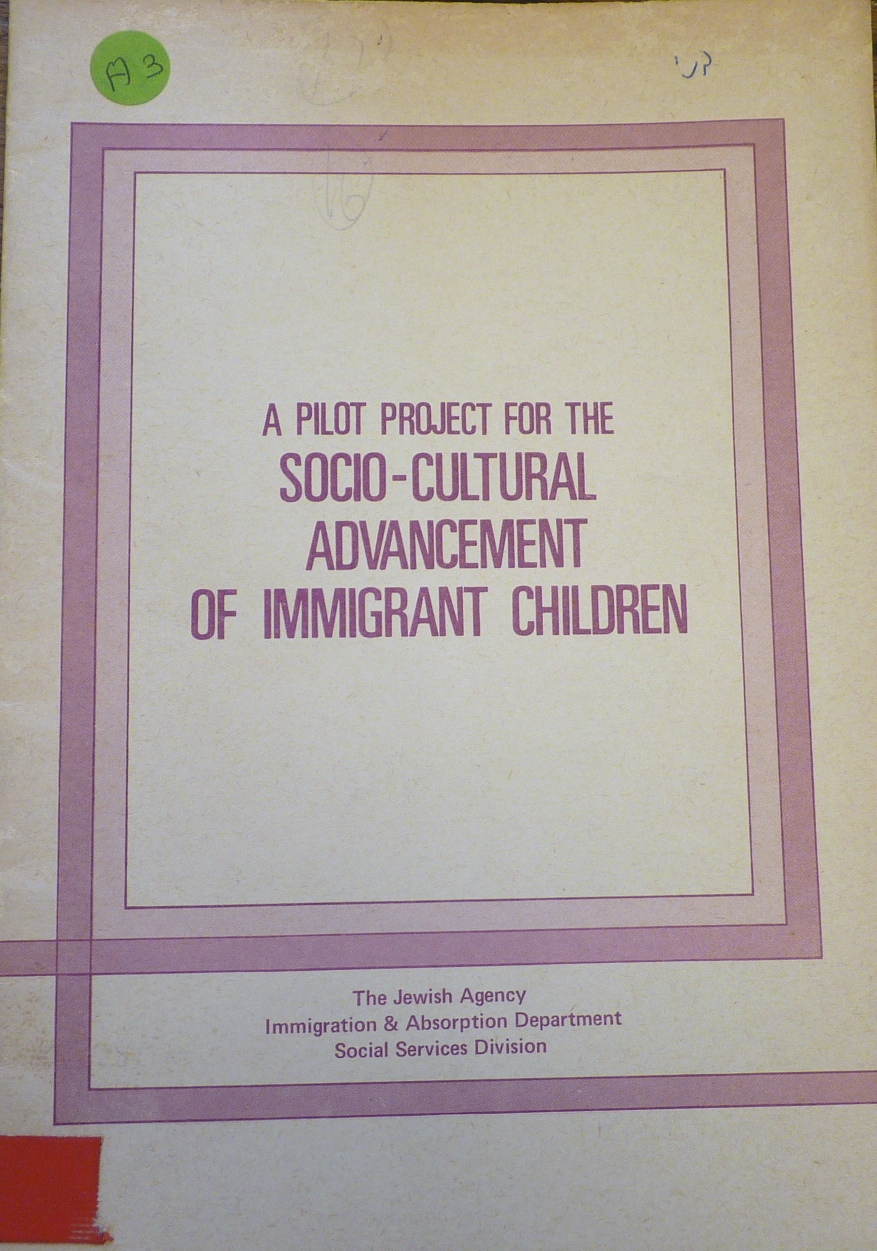 A 3
A PILOT PROJECT FOR THE
SOCIO-CULTURAL
ADVANCEMENT
OF IMMIGRANT CHILDREN
The Jewish Agency
Immigration & Absorption Department
Social Services Division